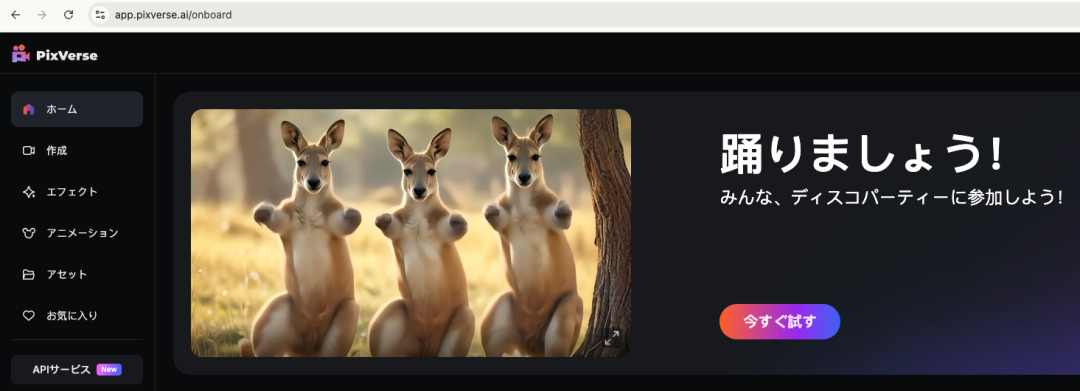 app.pixverse.ai/onboard
PixVerse
ホーム
作成
エフェクト
アニメーション
アセット
お気に入り
APIサービス New
踊りましょう!
みんな、ディスコパーティーに参加しよう!
今すぐ試す